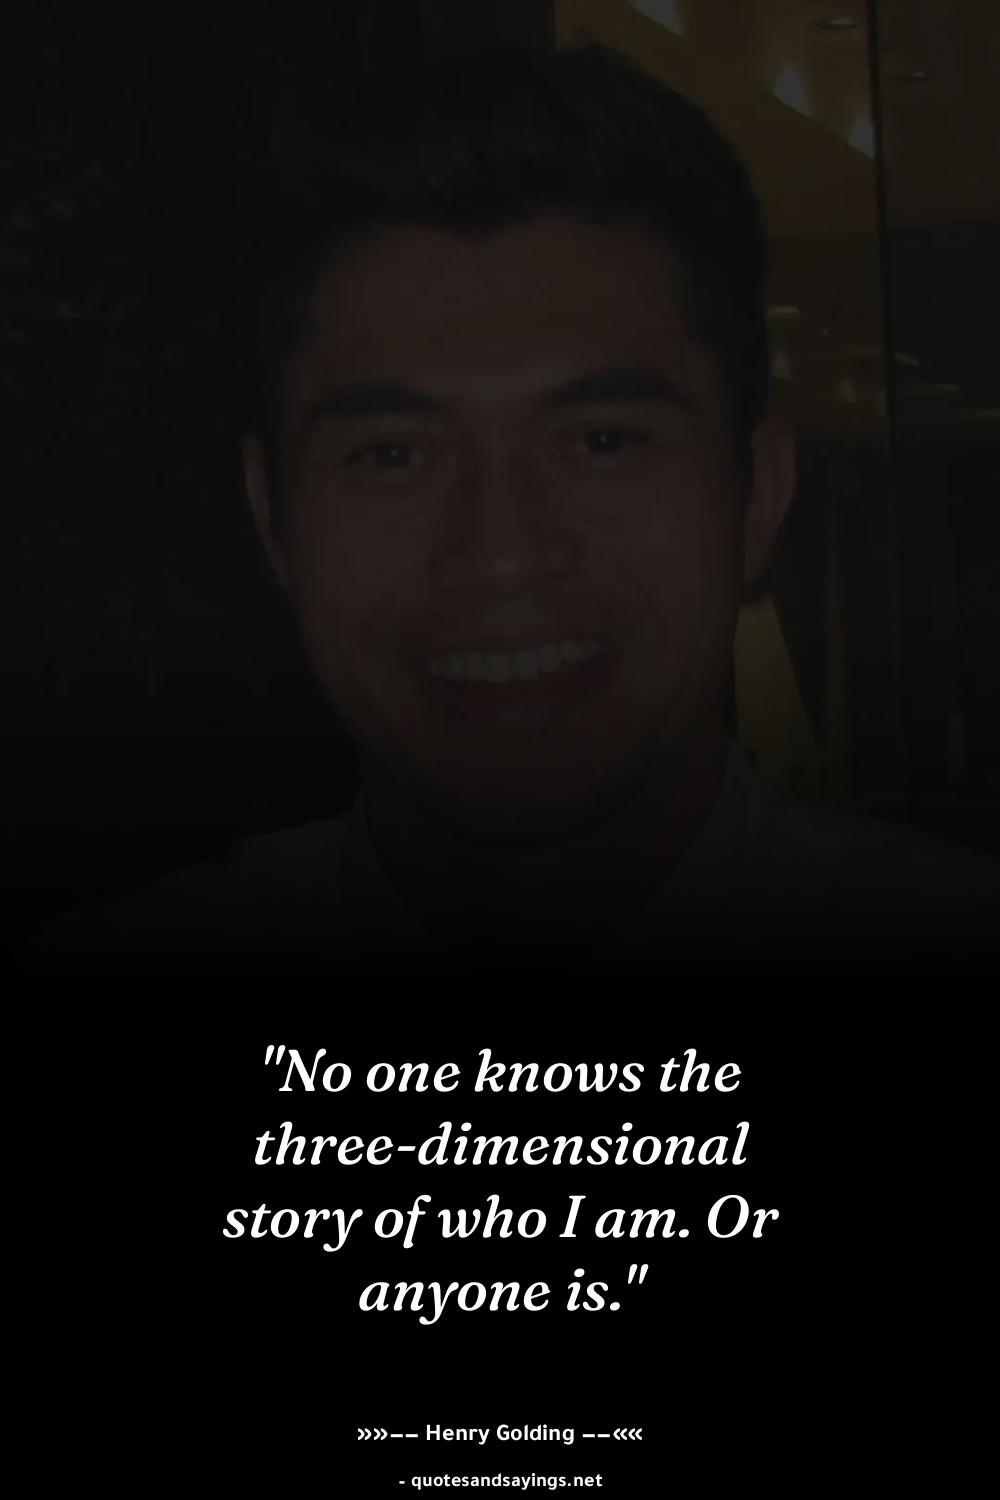 "No one knows the
three-dimensional
story of who I am. Or
anyone is."
»»—— Henry Golding ——««
- quotesandsayings.net